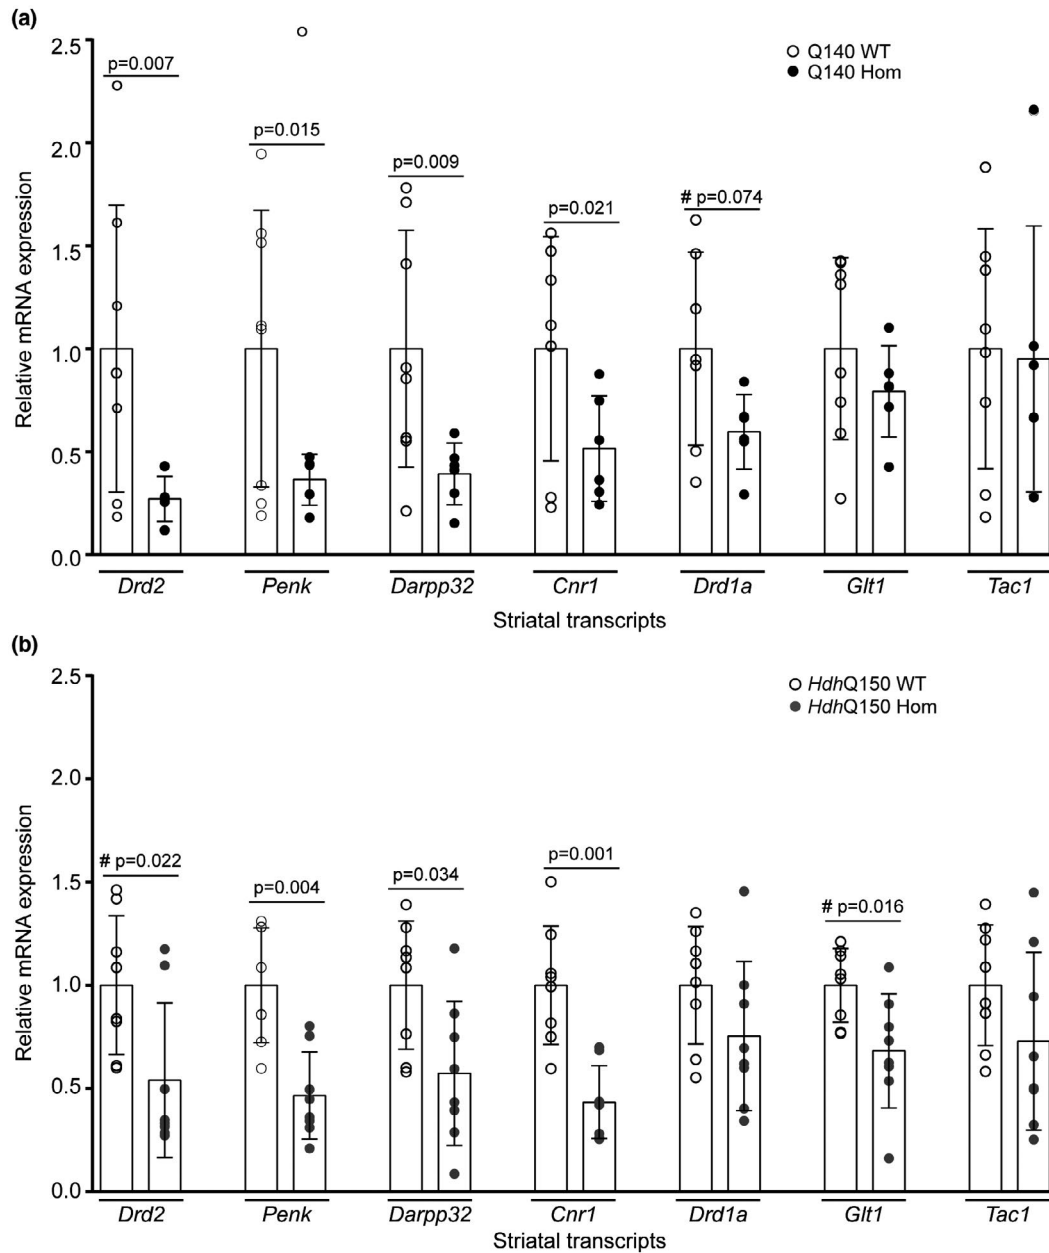 (a)
2.5
2.0
1.5
1.0
0.5
0.0
Relative mRNA expression
Q140 WT
Q140 Hom
p=0.007
p=0.015
p=0.009
p=0.021
# p=0.074
Drd2
Penk
Darpp32
Cnr1
Drd1a
Glt1
Tac1
Striatal transcripts
(b)
2.5
2.0
1.5
1.0
0.5
0.0
Relative mRNA expression
HdhQ150 WT
HdhQ150 Hom
# p=0.022
p=0.004
p=0.034
p=0.001
# p=0.016
Drd2
Penk
Darpp32
Cnr1
Drd1a
Glt1
Tac1
Striatal transcripts